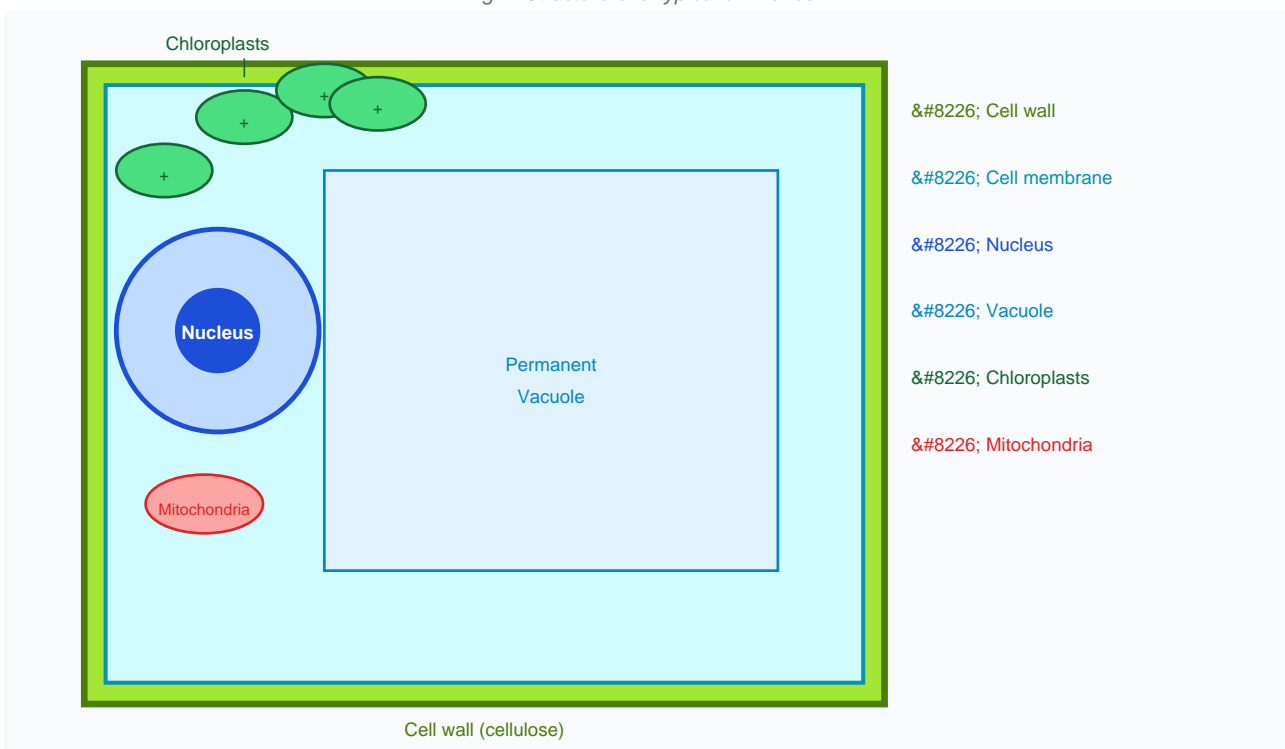 Chloroplasts
+
+
+
+
&#8226; Cell wall
&#8226; Cell membrane
&#8226; Nucleus
&#8226; Vacuole
&#8226; Chloroplasts
&#8226; Mitochondria
Nucleus
Permanent
Vacuole
Mitochondria
Cell wall (cellulose)